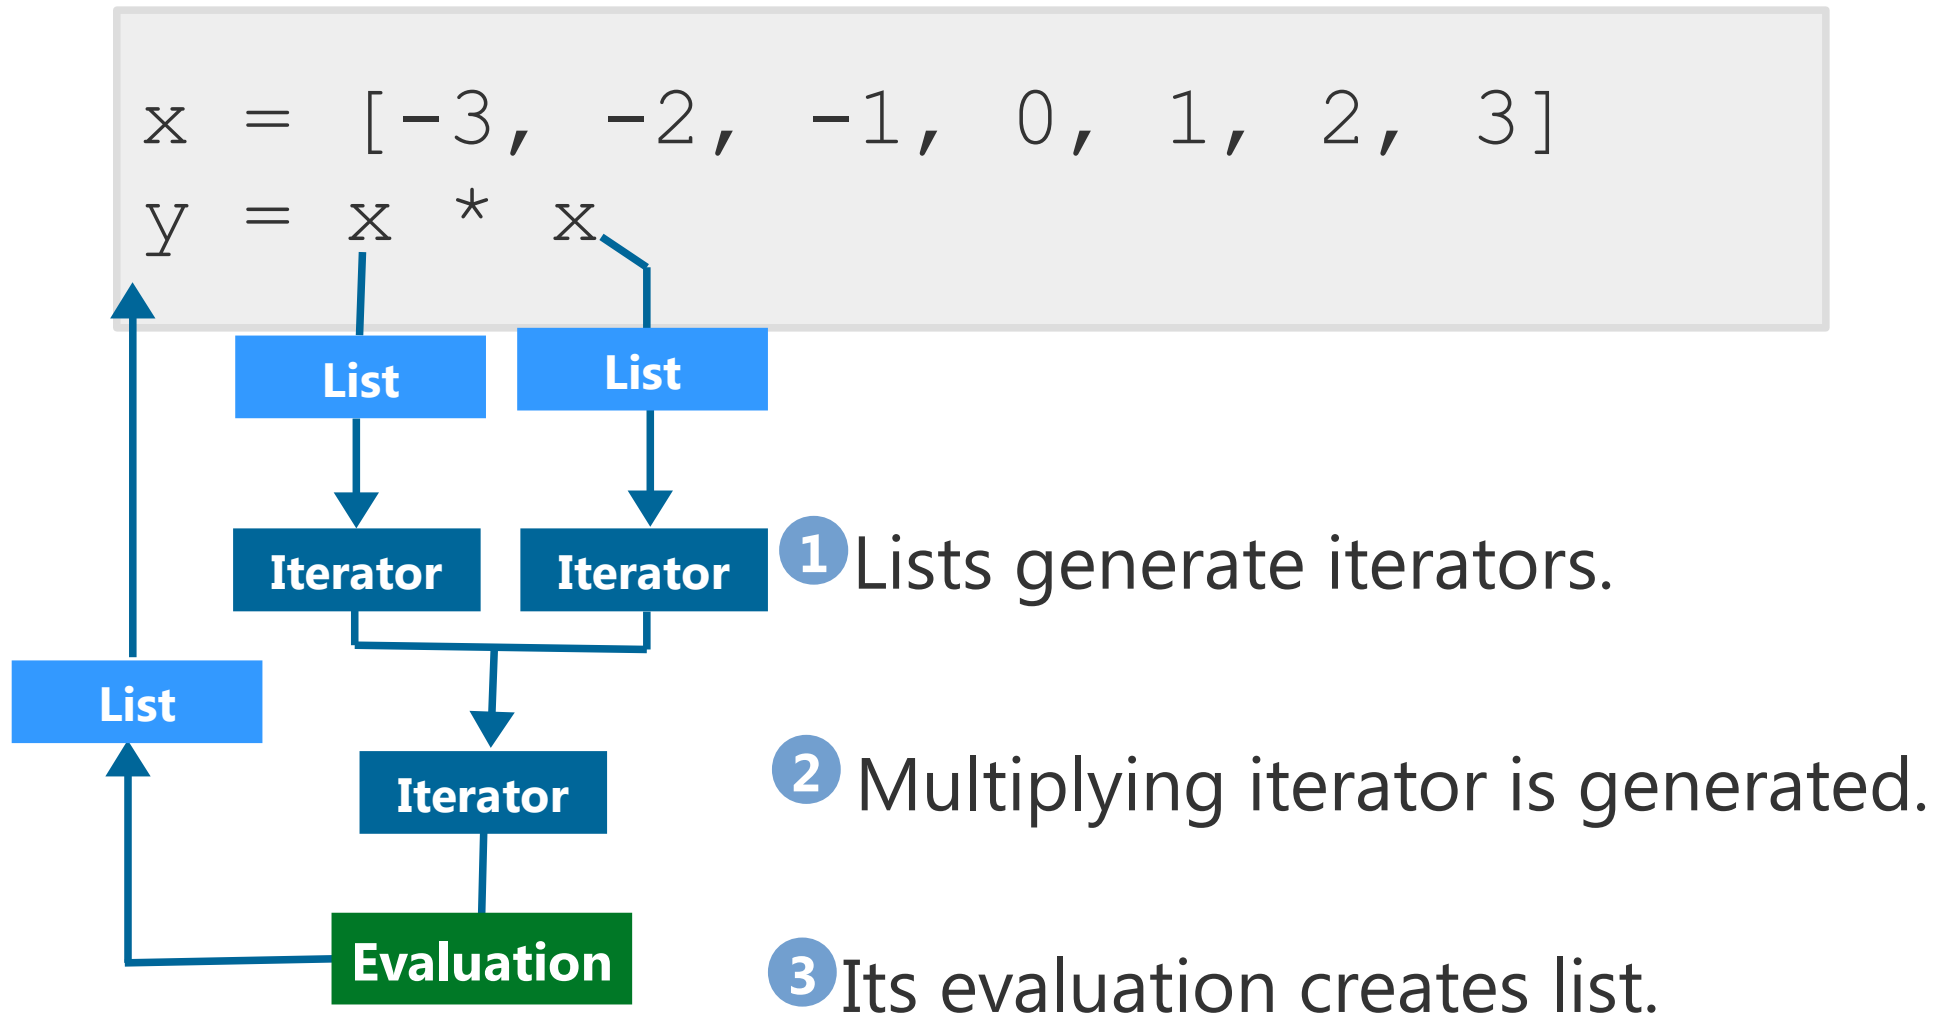 x = [-3, -2, -1, 0, 1, 2, 3]
y = x * x
List
List
Iterator
Iterator
1 Lists generate iterators.
List
Iterator
2 Multiplying iterator is generated.
Evaluation
3 Its evaluation creates list.